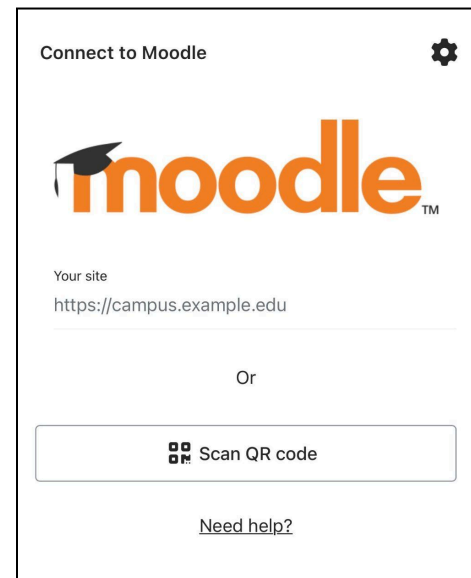 Connect to Moodle
moodle
TM
Your site
https://campus.example.edu
Or
Scan QR code
Need help?